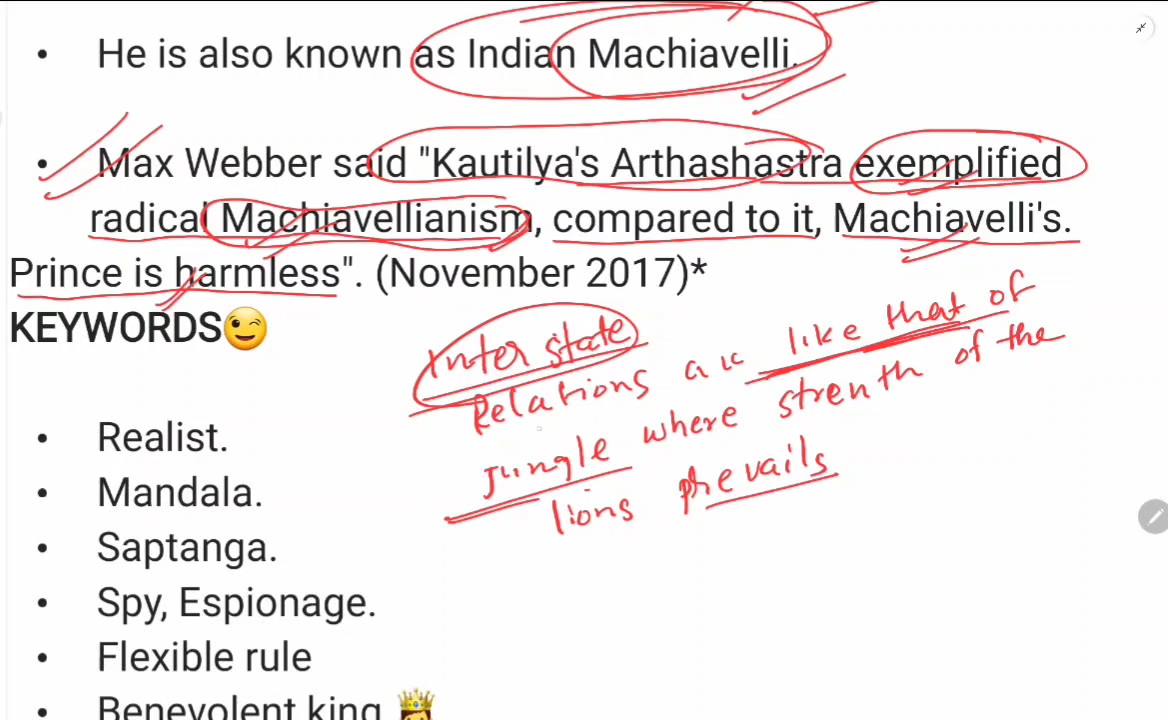 • He is also known as Indian Machiavelli.
• Max Webber said "Kautilya's Arthashastra exemplified
radical Machiavellianism, compared to it, Machiavelli's.
Prince is harmless". (November 2017)*
KEYWORDS😉
Inter state
Relations are like that of
Jungle where strenth of the
lions prevails
• Realist.
• Mandala.
• Saptanga.
• Spy, Espionage.
• Flexible rule
• Benevolent king 🤴